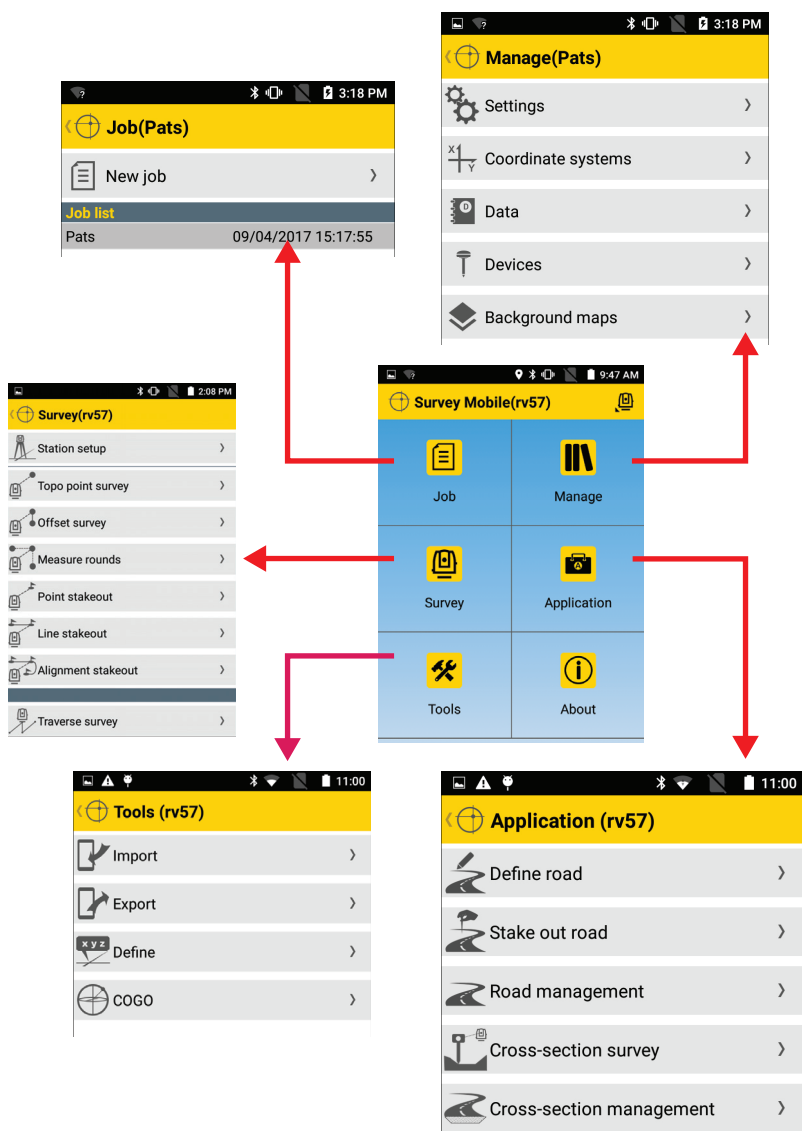 3:18 PM
Job(Pats)
New job
Job list
Pats 09/04/2017 15:17:55
3:18 PM
Manage(Pats)
Settings
X Y Coordinate systems
D Data
Devices
Background maps
2:08 PM
Survey(rv57)
Station setup
Topo point survey
Offset survey
Measure rounds
Point stakeout
Line stakeout
Alignment stakeout
Traverse survey
9:47 AM
Survey Mobile(rv57)
Job Manage
A
Survey Application
Tools About
11:00
Tools (rv57)
Import
Export
x y z Define
COGO
11:00
Application (rv57)
Define road
Stake out road
Road management
Cross-section survey
Cross-section management